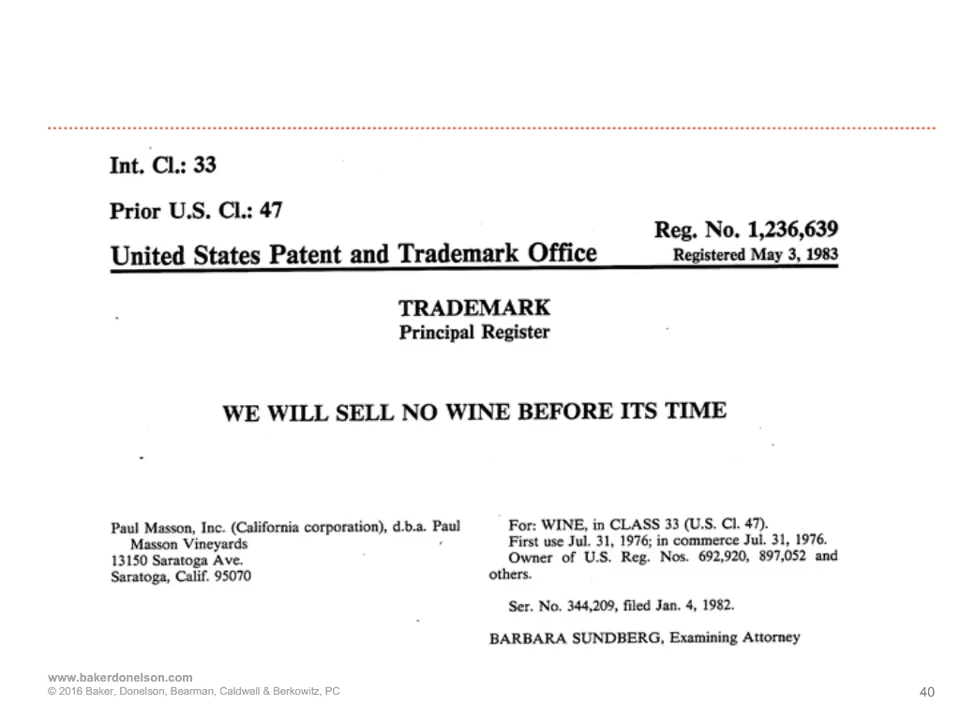 Int. Cl.: 33
Prior U.S. Cl.: 47
Reg. No. 1,236,639
United States Patent and Trademark Office
Registered May 3, 1983
TRADEMARK
Principal Register
WE WILL SELL NO WINE BEFORE ITS TIME
Paul Masson, Inc. (California corporation), d.b.a. Paul
Masson Vineyards
13150 Saratoga Ave.
Saratoga, Calif. 95070
For: WINE, in CLASS 33 (U.S. Cl. 47).
First use Jul. 31, 1976; in commerce Jul. 31, 1976.
Owner of U.S. Reg. Nos. 692,920, 897,052 and
others.
Ser. No. 344,209, filed Jan. 4, 1982.
BARBARA SUNDBERG, Examining Attorney
www.bakerdonelson.com
© 2016 Baker, Donelson, Bearman, Caldwell & Berkowitz, PC
40